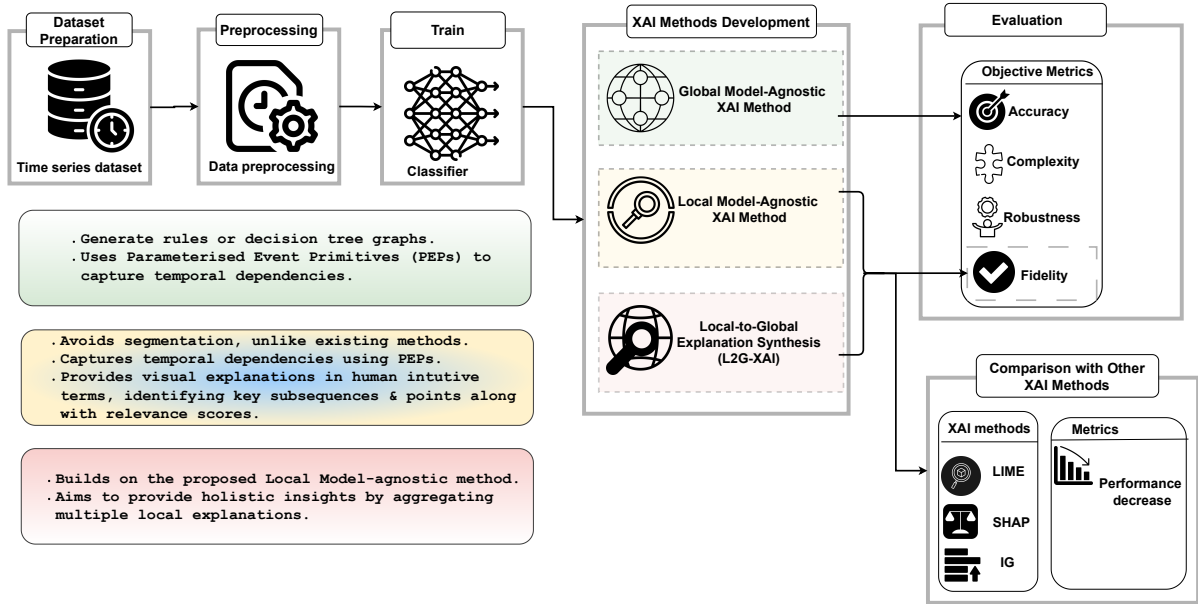 Dataset
Preparation
Time series dataset
Preprocessing
Data preprocessing
Train
Classifier
. Generate rules or decision tree graphs.
. Uses Parameterised Event Primitives (PEPs) to
capture temporal dependencies.
. Avoids segmentation, unlike existing methods.
. Captures temporal dependencies using PEPs.
. Provides visual explanations in human intutive
terms, identifying key subsequences & points along
with relevance scores.
. Builds on the proposed Local Model-agnostic method.
. Aims to provide holistic insights by aggregating
multiple local explanations.
XAI Methods Development
Global Model-Agnostic
XAI Method
Local Model-Agnostic
XAI Method
Local-to-Global
Explanation Synthesis
(L2G-XAI)
Evaluation
Objective Metrics
Accuracy
Complexity
Robustness
Fidelity
Comparison with Other
XAI Methods
XAI methods
LIME
SHAP
IG
Metrics
Performance
decrease